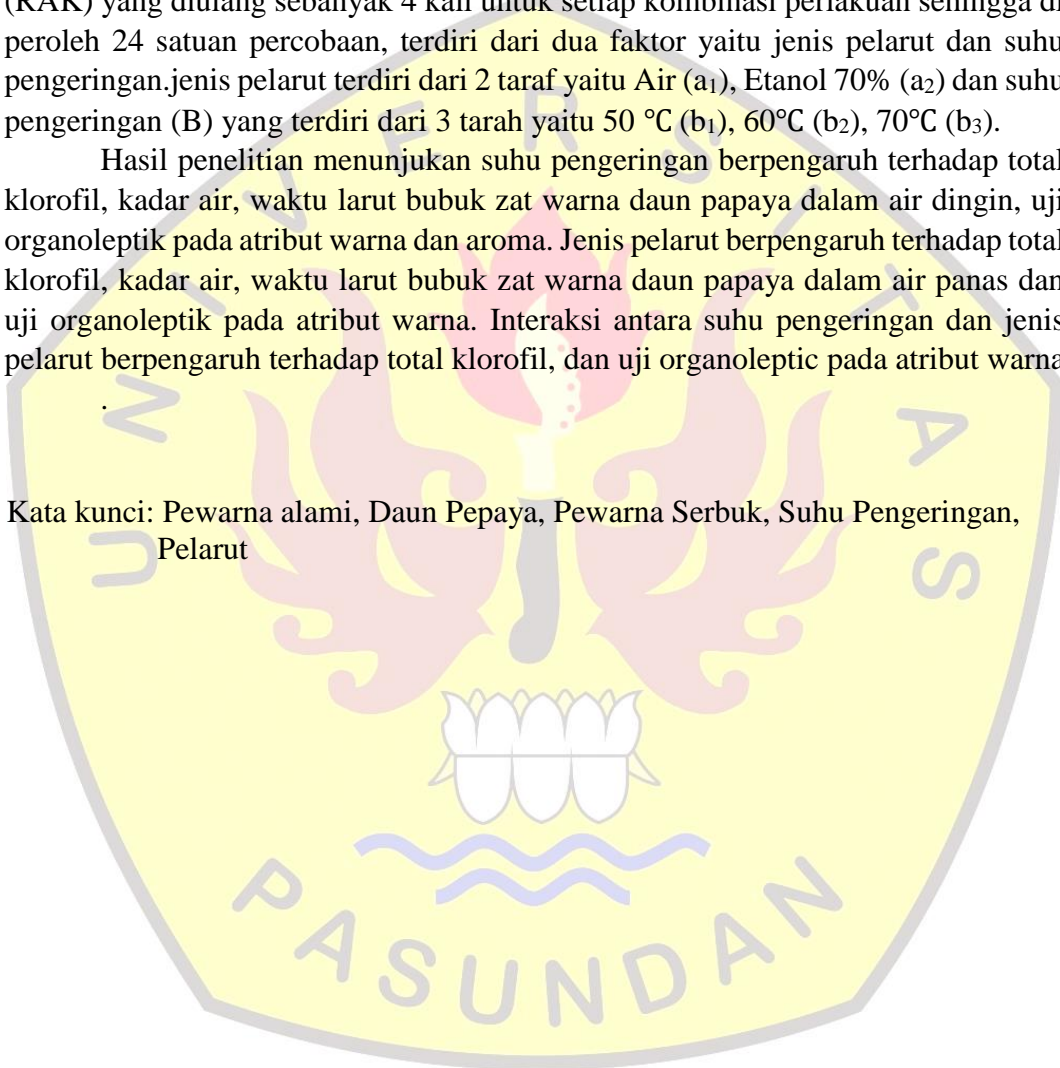 (RAK) yang diulang sebanyak 4 kali untuk setiap kombinasi perlakuan sehingga di
peroleh 24 satuan percobaan, terdiri dari dua faktor yaitu jenis pelarut dan suhu
pengeringan.jenis pelarut terdiri dari 2 taraf yaitu Air (a₁), Etanol 70% (a₂) dan suhu
pengeringan (B) yang terdiri dari 3 tarah yaitu 50 ℃ (b₁), 60℃ (b₂), 70℃ (b₃).
Hasil penelitian menunjukan suhu pengeringan berpengaruh terhadap total
klorofil, kadar air, waktu larut bubuk zat warna daun papaya dalam air dingin, uji
organoleptik pada atribut warna dan aroma. Jenis pelarut berpengaruh terhadap total
klorofil, kadar air, waktu larut bubuk zat warna daun papaya dalam air panas dan
uji organoleptik pada atribut warna. Interaksi antara suhu pengeringan dan jenis
pelarut berpengaruh terhadap total klorofil, dan uji organoleptic pada atribut warna
.
Kata kunci: Pewarna alami, Daun Pepaya, Pewarna Serbuk, Suhu Pengeringan,
Pelarut
UNIVERSITAS
PASUNDAN